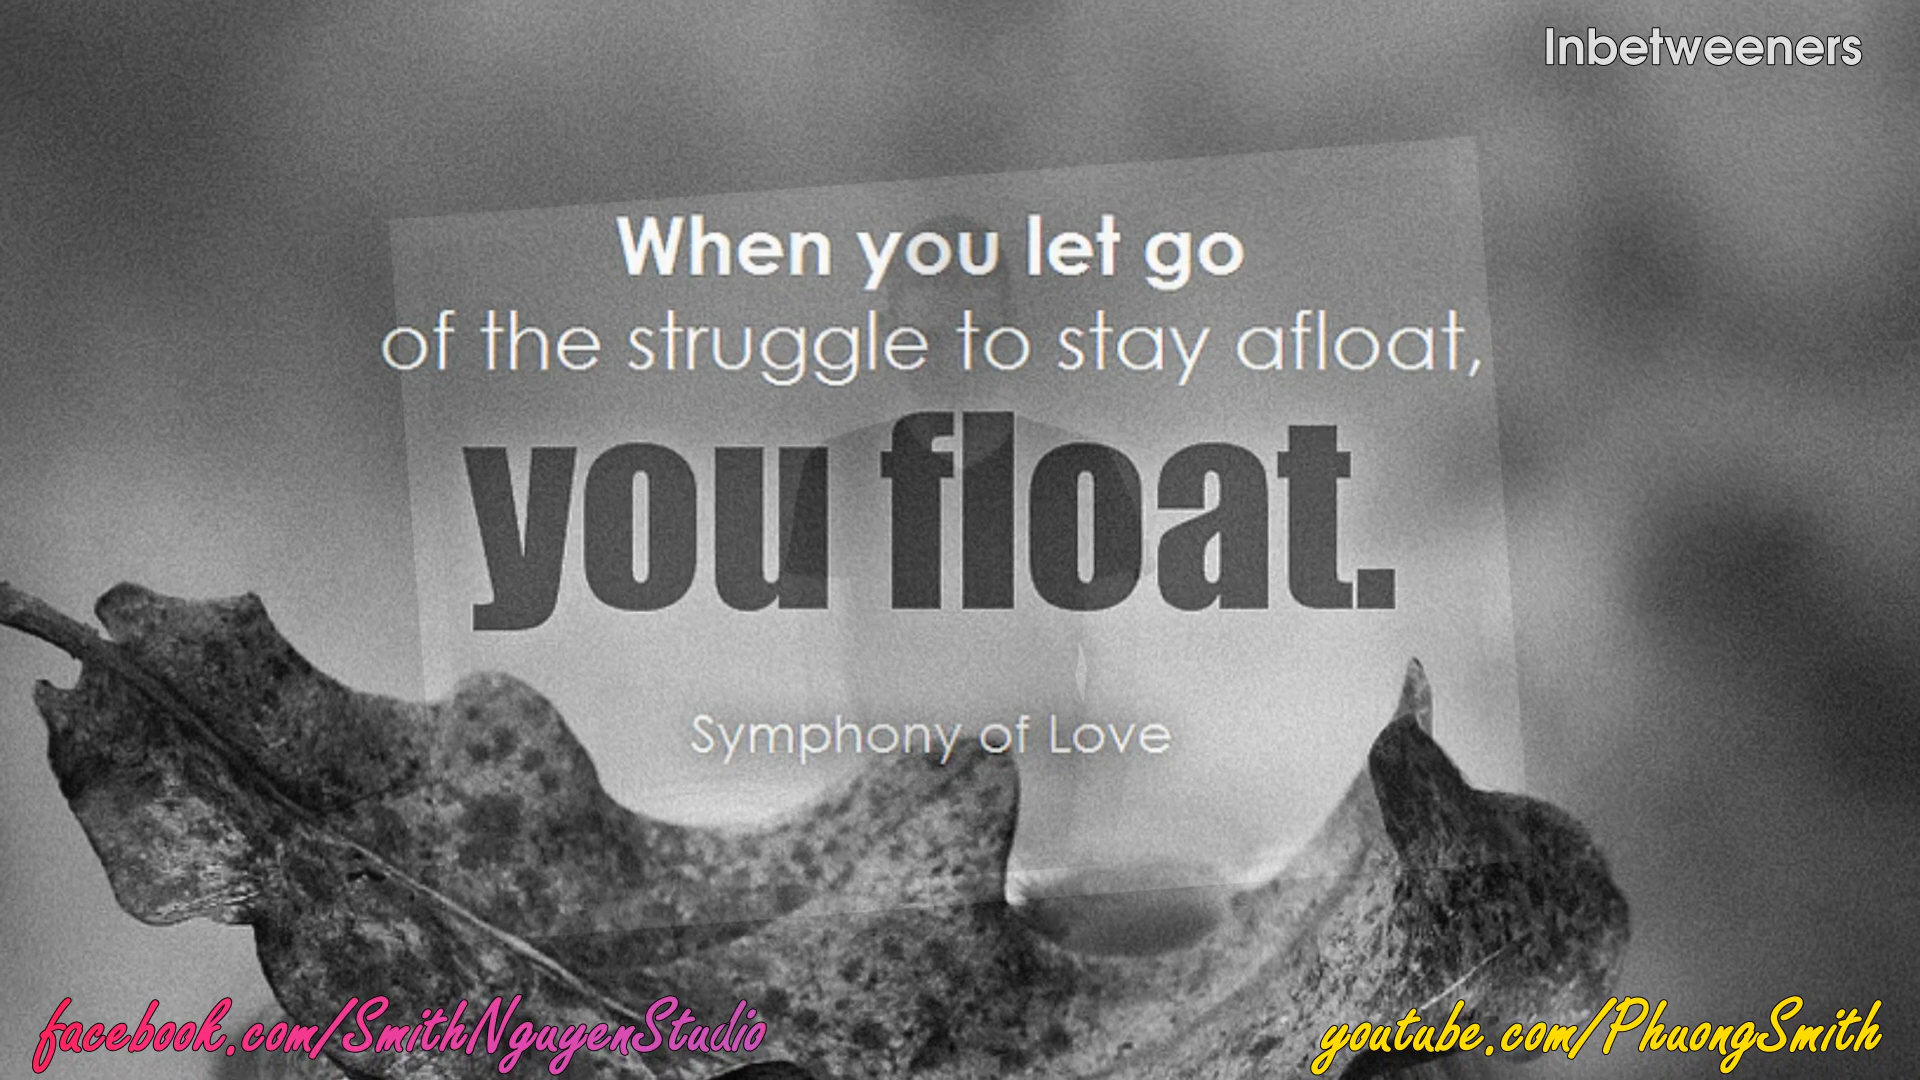 Inbetweeners
When you let go
of the struggle to stay afloat,
you float.
Symphony of Love
facebook.com/SmithNguyenStudio
youtube.com/PhuongSmith